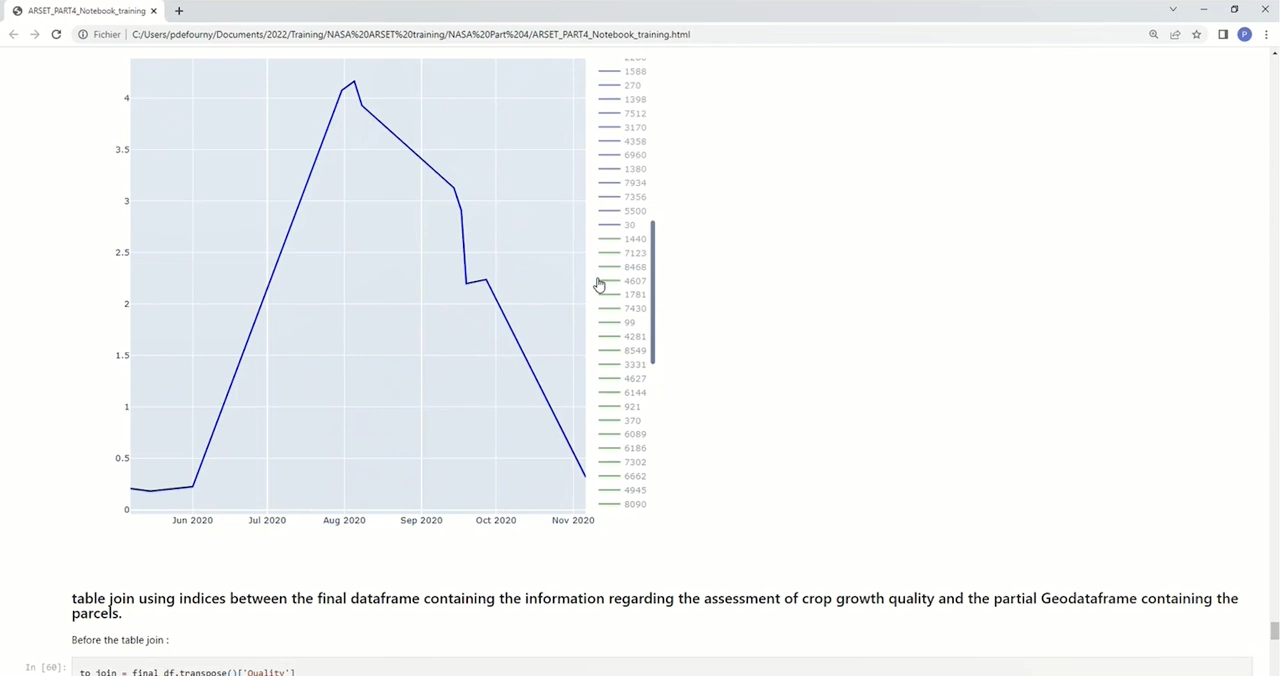 ARSET_PART4_Notebook_training
Fichier
C:/Users/pdefourny/Documents/2022/Training/NASA%20ARSET%20training/NASA%20Part%204/ARSET_PART4_Notebook_training.html
P
4
3.5
3
2.5
2
1.5
1
0.5
0
Jun 2020
Jul 2020
Aug 2020
Sep 2020
Oct 2020
Nov 2020
1588
270
1398
7512
3170
4358
6960
1380
7934
7356
5500
30
1440
7123
8468
4607
1781
7430
99
4281
8549
3331
4627
6144
921
370
6089
6186
7302
6662
4945
8090
table join using indices between the final dataframe containing the information regarding the assessment of crop growth quality and the partial Geodataframe containing the
parcels.
Before the table join :
In [60]:
to_join = final_df.transpose()['Quality']